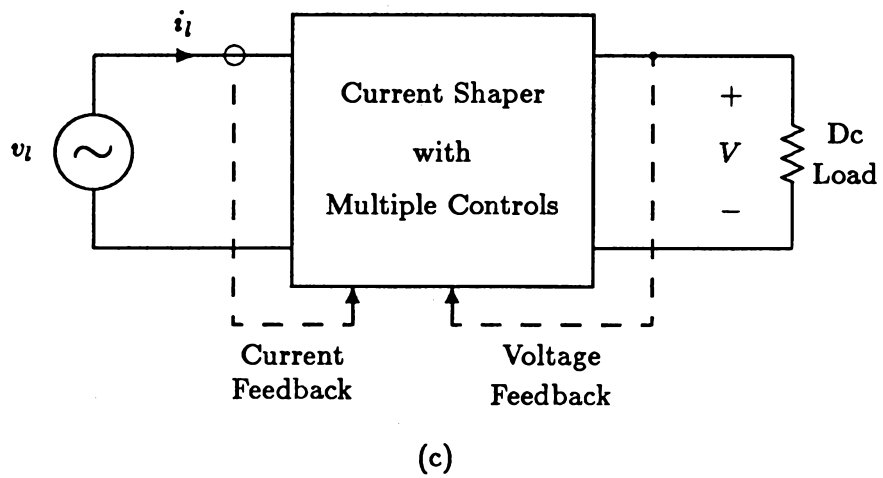 i_l
Current Shaper
with
Multiple Controls
v_l
+
V
−
Dc
Load
Current
Feedback
Voltage
Feedback
(c)